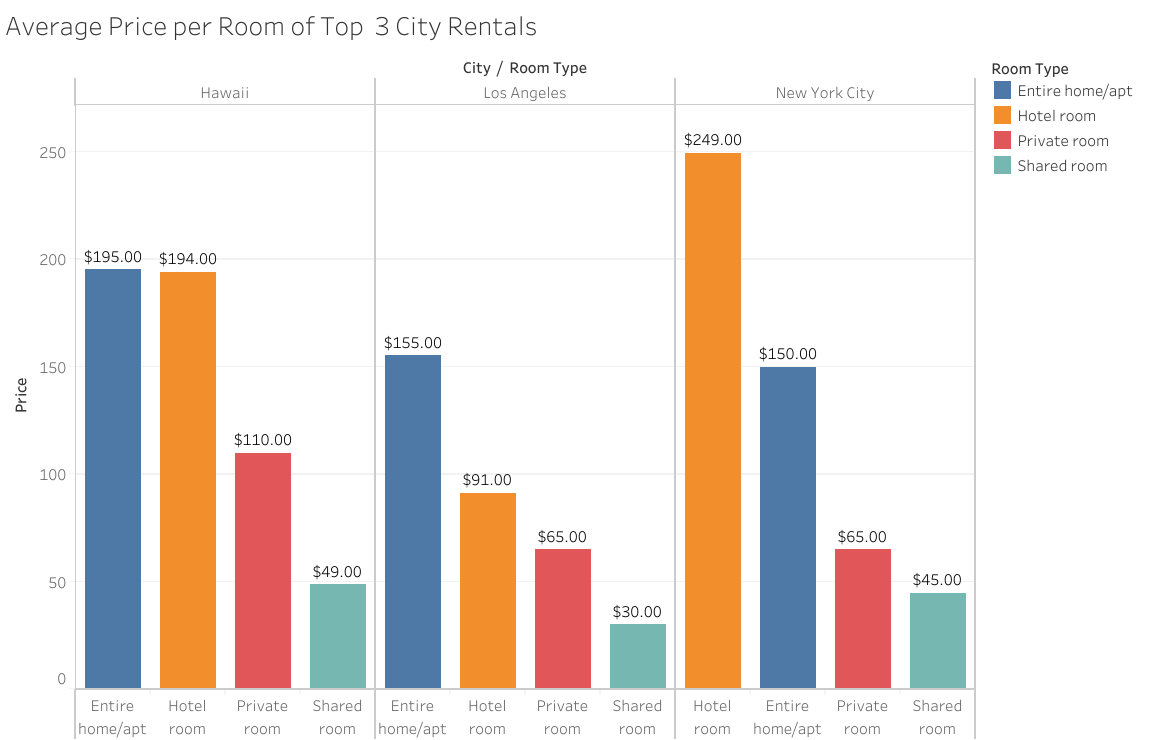 Average Price per Room of Top  3 City Rentals
City / Room Type
Hawaii
Los Angeles
New York City
Room Type
Entire home/apt
Hotel room
Private room
Shared room
Price
250
200
150
100
50
0
$195.00
$194.00
$110.00
$49.00
$155.00
$91.00
$65.00
$30.00
$249.00
$150.00
$65.00
$45.00
Entire
home/apt
Hotel
room
Private
room
Shared
room
Entire
home/apt
Hotel
room
Private
room
Shared
room
Hotel
room
Entire
home/apt
Private
room
Shared
room